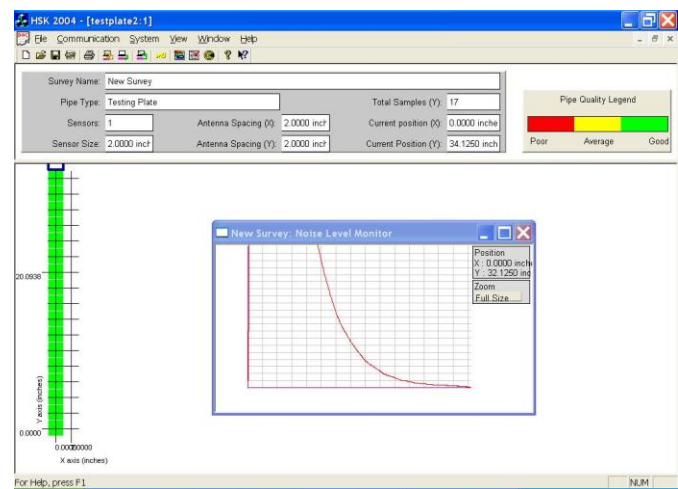 HSK 2004 - [testplate2:1]
File Communication System View Window Help
Survey Name: New Survey
Pipe Type: Testing Plate Total Samples (Y): 17
Sensors: 1 Antenna Spacing (X): 2.0000 inch Current position (X): 0.0000 inche
Sensor Size: 2.0000 inch Antenna Spacing (Y): 2.0000 inch Current Position (Y): 34.1250 inch
Pipe Quality Legend
Poor Average Good
New Survey: Noise Level Monitor
Position
X : 0.0000 inche
Y : 32.1250 inc
Zoom
Full Size
20.0938
Y axis (inches)
0.0000
X axis (inches)
For Help, press F1 NUM